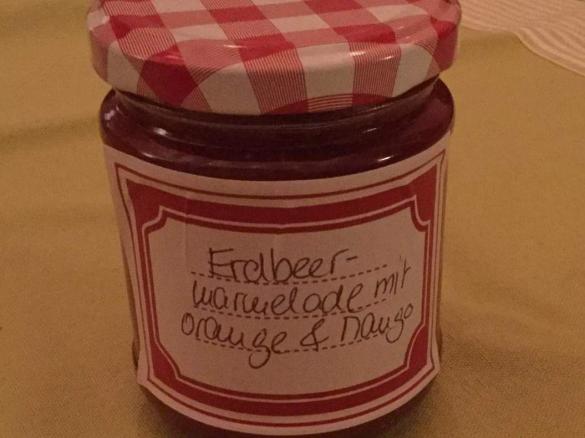 Erdbeer-
marmelade mit
orange & Mango